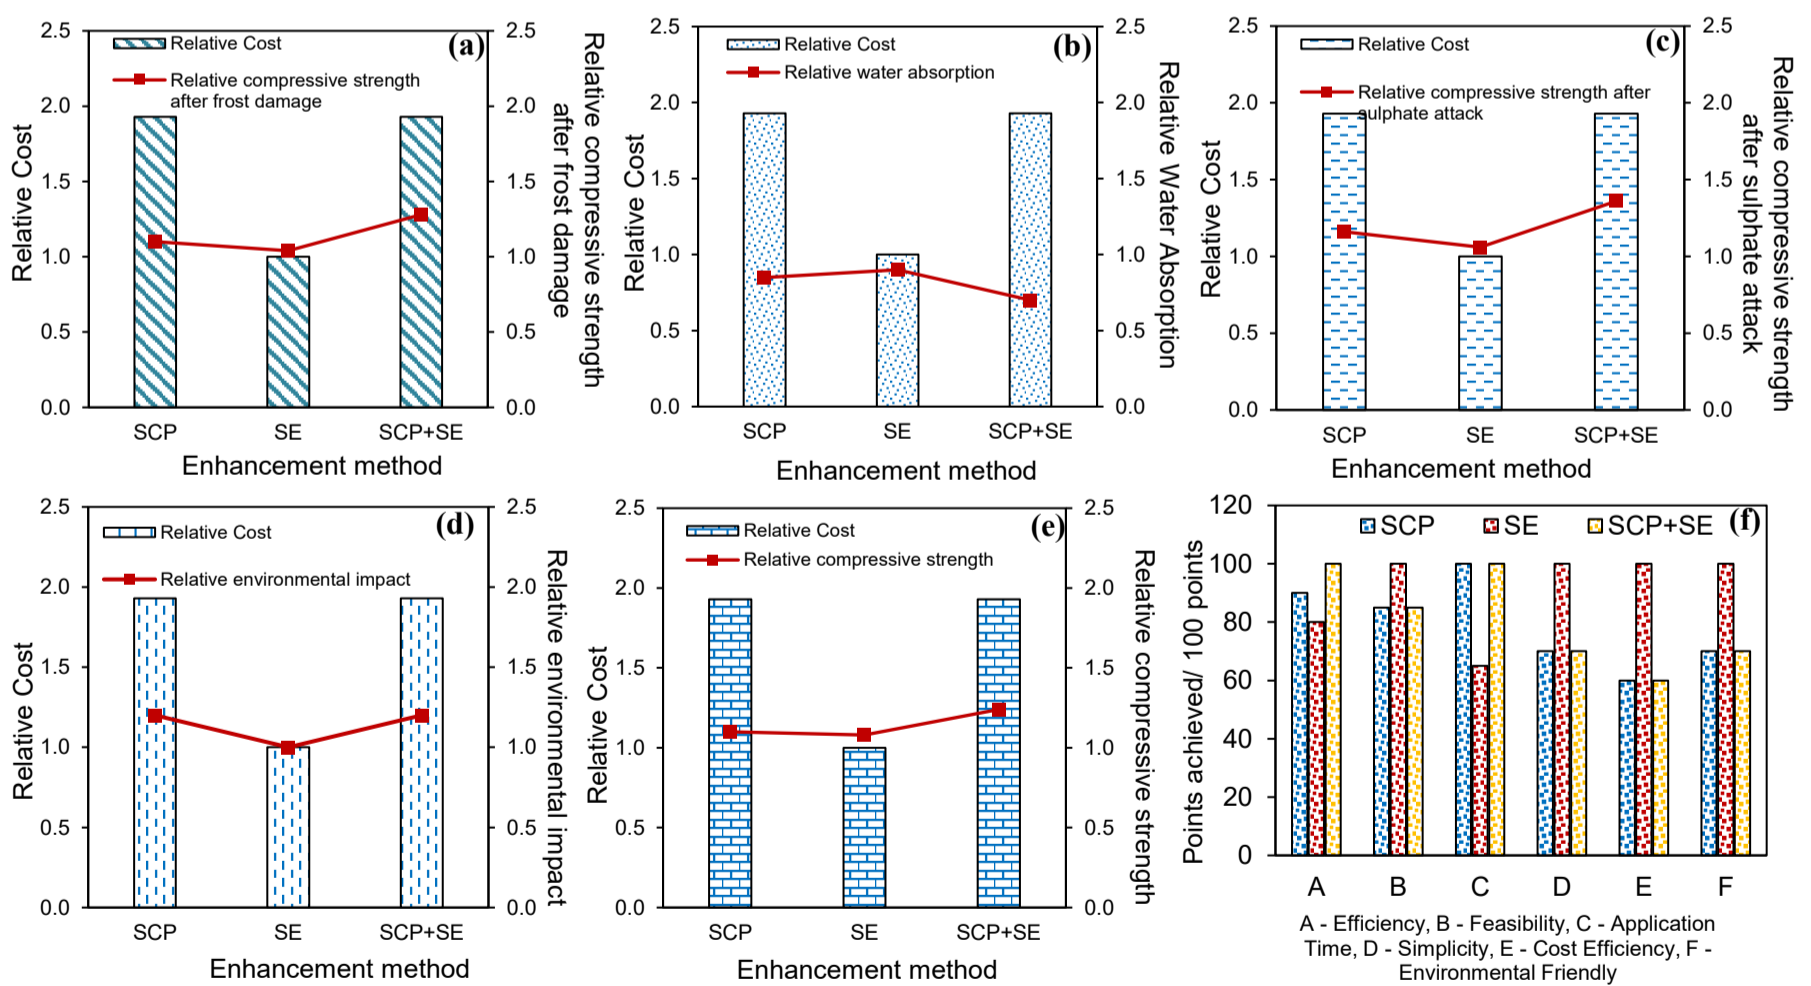 (a)
Relative Cost
Relative compressive strength
after frost damage
2.5
2.0
1.5
1.0
0.5
0.0
Relative Cost
2.5
2.0
1.5
1.0
0.5
0.0
Relative compressive strength
after frost damage
SCP SE SCP+SE
Enhancement method
(b)
Relative Cost
Relative water absorption
2.5
2.0
1.5
1.0
0.5
0.0
Relative Cost
2.5
2.0
1.5
1.0
0.5
0.0
Relative Water Absorption
SCP SE SCP+SE
Enhancement method
(c)
Relative Cost
Relative compressive strength after
sulphate attack
2.5
2.0
1.5
1.0
0.5
0.0
Relative Cost
2.5
2.0
1.5
1.0
0.5
0.0
Relative compressive strength
after sulphate attack
SCP SE SCP+SE
Enhancement method
(d)
Relative Cost
Relative environmental impact
2.5
2.0
1.5
1.0
0.5
0.0
Relative Cost
2.5
2.0
1.5
1.0
0.5
0.0
Relative environmental impact
SCP SE SCP+SE
Enhancement method
(e)
Relative Cost
Relative compressive strength
2.5
2.0
1.5
1.0
0.5
0.0
Relative Cost
2.5
2.0
1.5
1.0
0.5
0.0
Relative compressive strength
SCP SE SCP+SE
Enhancement method
(f)
SCP SE SCP+SE
120
100
80
60
40
20
0
Points achieved/ 100 points
A B C D E F
A - Efficiency, B - Feasibility, C - Application
Time, D - Simplicity, E - Cost Efficiency, F -
Environmental Friendly